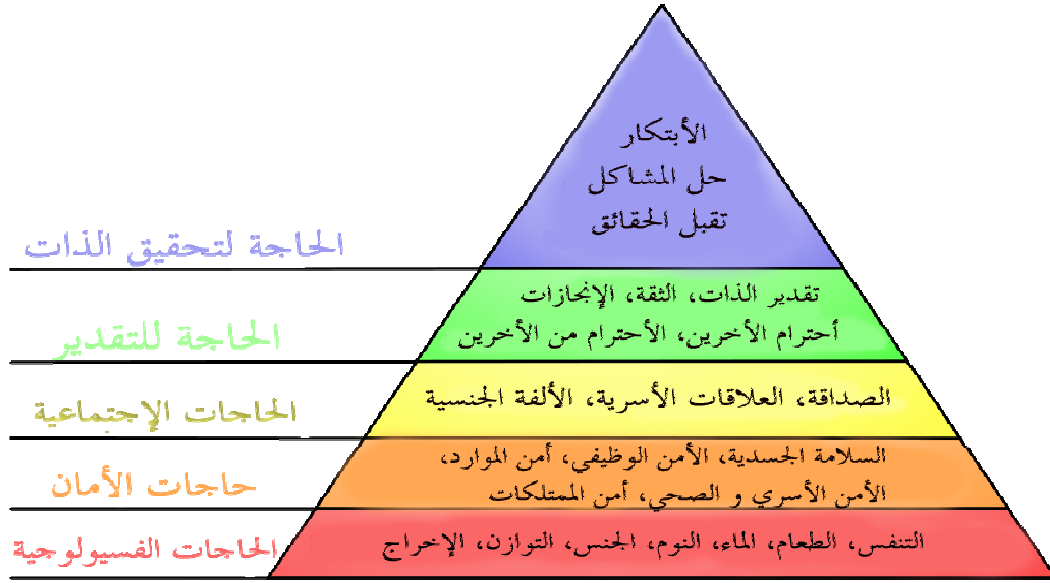 الأبتكار
حل المشاكل
تقبل الحقائق
الحاجة لتحقيق الذات
تقدير الذات، الثقة، الإنجازات
أحترام الأخرين، الأحترام من الأخرين
الحاجة للتقدير
الصداقة، العلاقات الأسرية، الألفة الجنسية
الحاجات الإجتماعية
السلامة الجسدية، الأمن الوظيفي، أمن الموارد،
الأمن الأسري و الصحي، أمن الممتلكات
حاجات الأمان
التنفس، الطعام، الماء، النوم، الجنس، التوازن، الإخراج
الحاجات الفسيولوجية